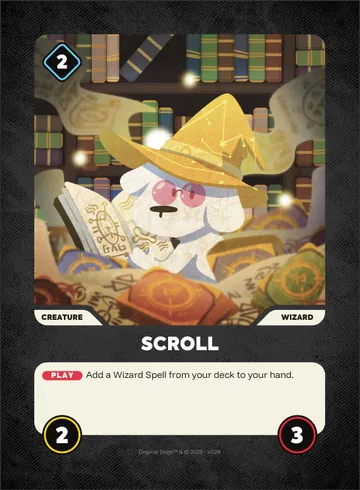 2
CREATURE
WIZARD
SCROLL
PLAY Add a Wizard Spell from your deck to your hand.
2
3